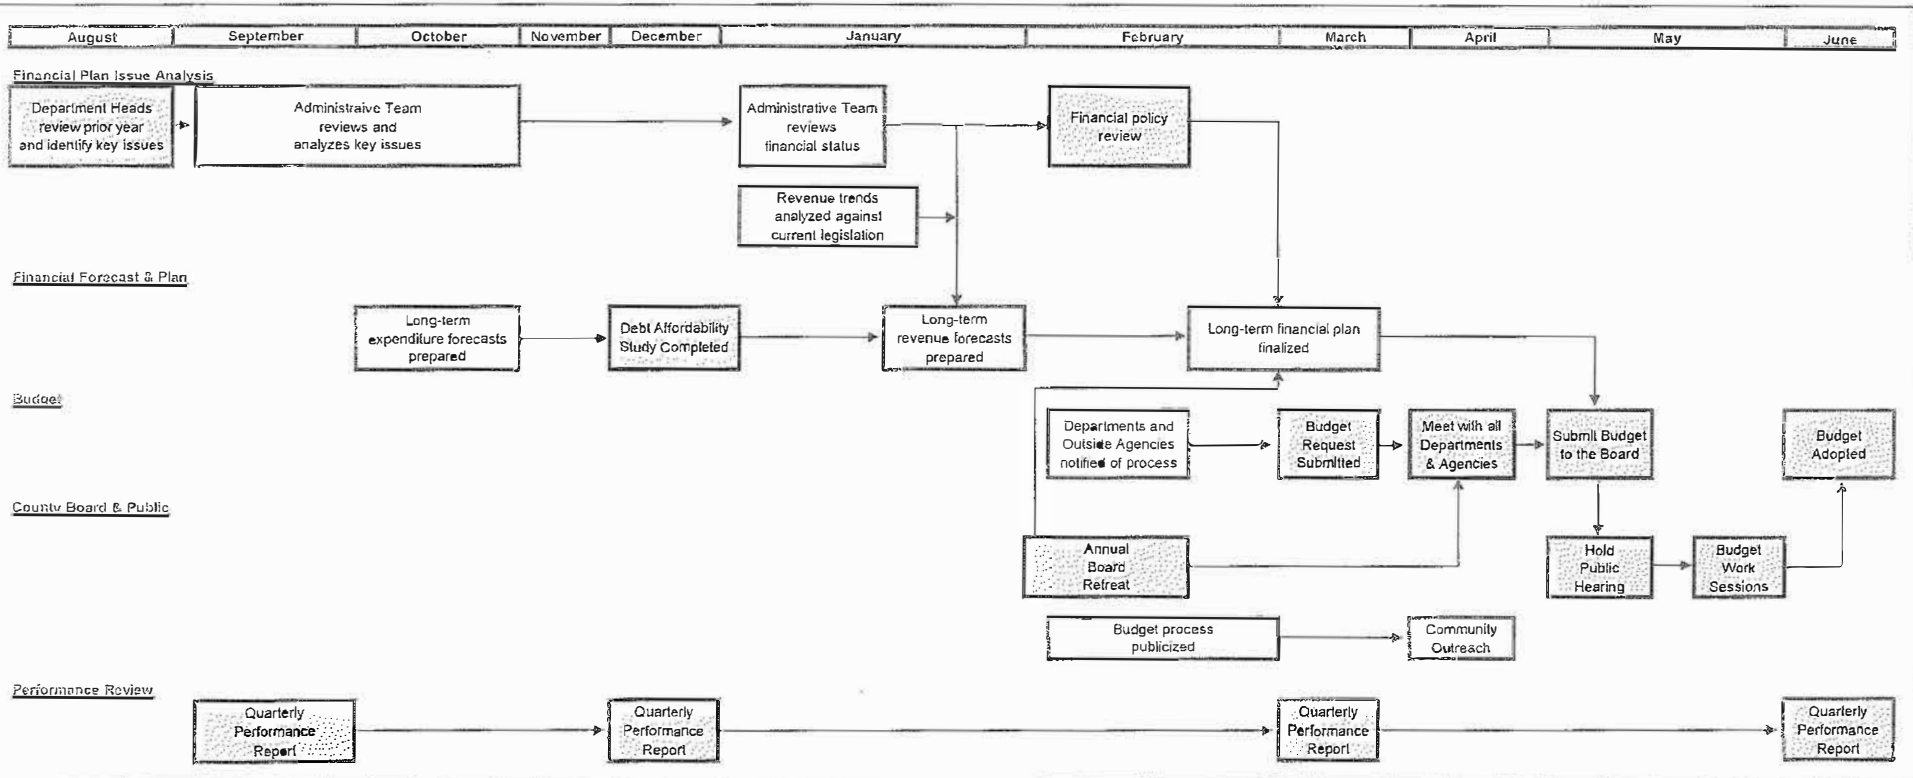 August September October November December January February March April May June
Financial Plan Issue Analysis
Department Heads
review prior year
and identify key issues
Administraive Team
reviews and
analyzes key issues
Administrative Team
reviews
financial status
Financial policy
review
Revenue trends
analyzed against
current legislation
Financial Forecast & Plan
Long-term
expenditure forecasts
prepared
Debt Affordability
Study Completed
Long-term
revenue forecasts
prepared
Long-term financial plan
finalized
Budget
Departments and
Outside Agencies
notified of process
Budget
Request
Submitted
Meet with all
Departments
& Agencies
Submit Budget
to the Board
Budget
Adopted
County Board & Public
Annual
Board
Retreat
Hold
Public
Hearing
Budget
Work
Sessions
Budget process
publicized
Community
Outreach
Performance Review
Quarterly
Performance
Report
Quarterly
Performance
Report
Quarterly
Performance
Report
Quarterly
Performance
Report